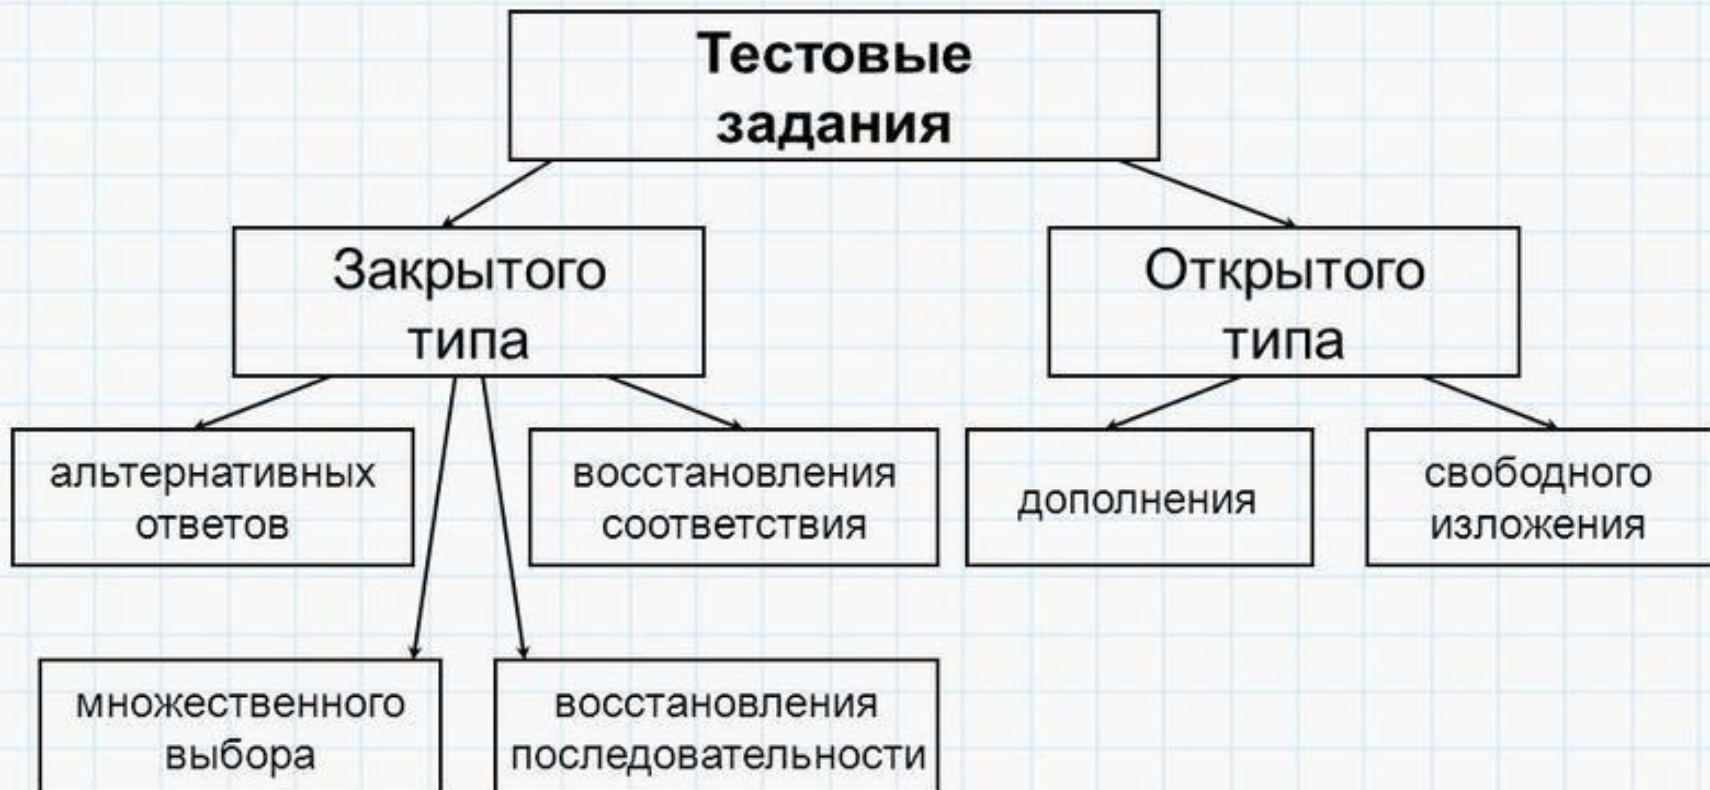 Тестовые
задания
Закрытого
типа
Открытого
типа
альтернативных
ответов
восстановления
соответствия
дополнения
свободного
изложения
множественного
выбора
восстановления
последовательности